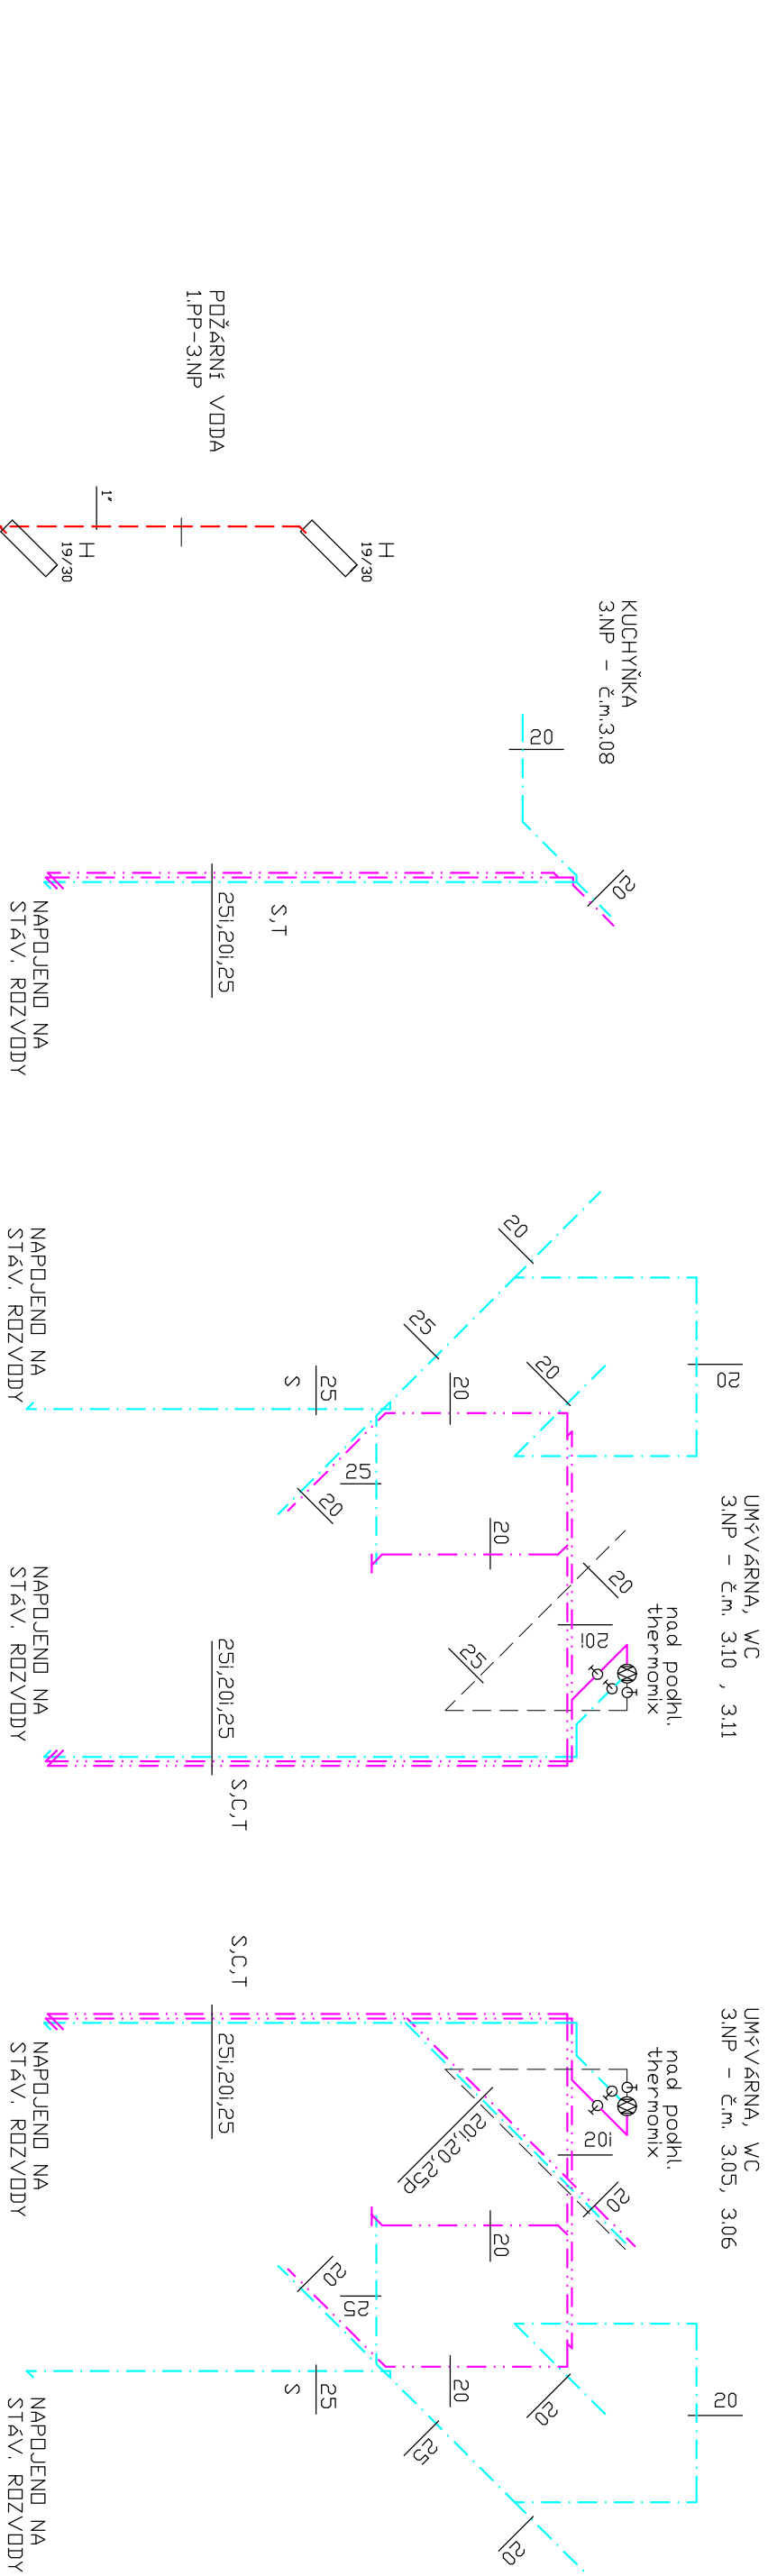 POŽÁRNÍ VODA
1.PP-3.NP
1"
H
19/30
H
19/30
KUCHYŇKA
3.NP - č.m.3.08
20
20
S,T
25i,20i,25
NAPOJENO NA
STÁV. ROZVODY
UMÝVÁRNA, WC
3.NP - č.m. 3.10 , 3.11
nad podhl.
thermomix
20
20
25
20
20
25
S
25
20
20
20
25
20i
25i,20i,25
S,C,T
NAPOJENO NA
STÁV. ROZVODY
NAPOJENO NA
STÁV. ROZVODY
UMÝVÁRNA, WC
3.NP - č.m. 3.05, 3.06
nad podhl.
thermomix
S,C,T
25i,20i,25
20i
20i,20,25p
20
20
20
25
20
20
25
S
25
20
20
NAPOJENO NA
STÁV. ROZVODY
NAPOJENO NA
STÁV. ROZVODY